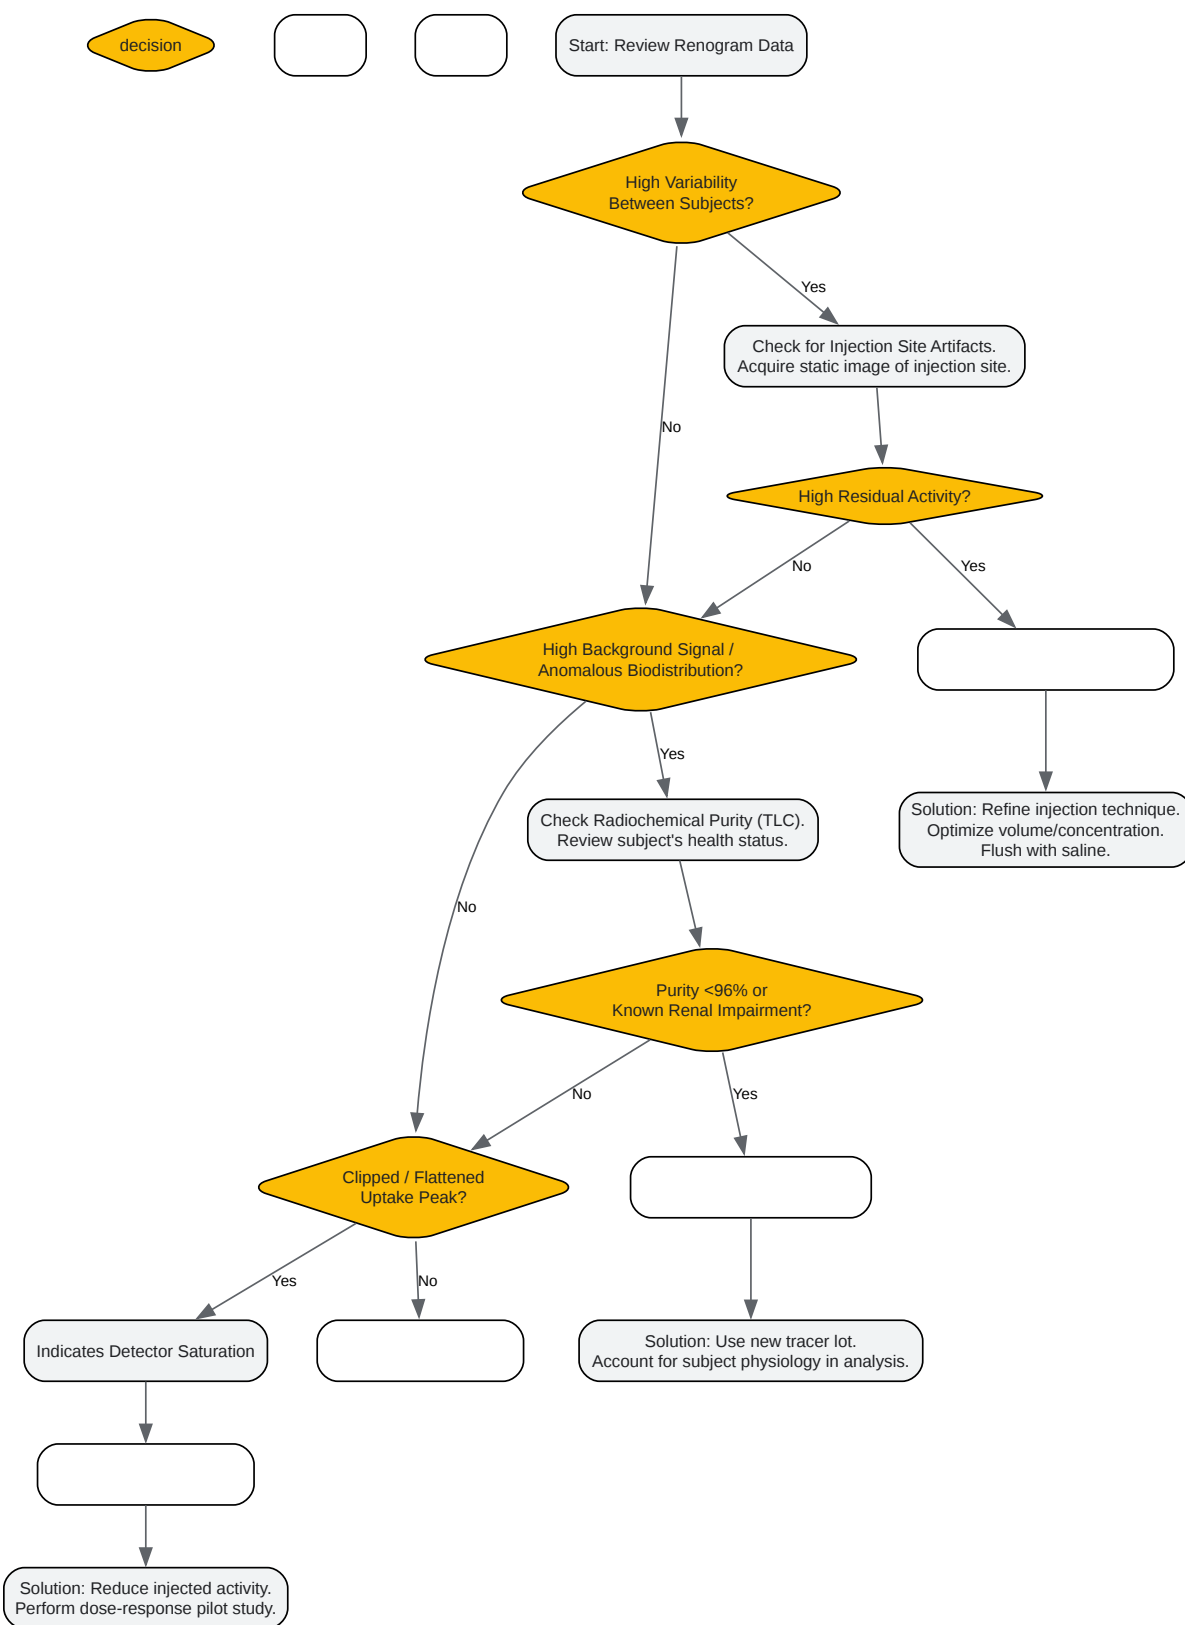 decision
Start: Review Renogram Data
High Variability
Between Subjects?
Yes
Check for Injection Site Artifacts.
Acquire static image of injection site.
No
High Residual Activity?
No
Yes
High Background Signal /
Anomalous Biodistribution?
Yes
Check Radiochemical Purity (TLC).
Review subject's health status.
Solution: Refine injection technique.
Optimize volume/concentration.
Flush with saline.
No
Purity <96% or
Known Renal Impairment?
No
Yes
Clipped / Flattened
Uptake Peak?
Yes
No
Indicates Detector Saturation
Solution: Use new tracer lot.
Account for subject physiology in analysis.
Solution: Reduce injected activity.
Perform dose-response pilot study.